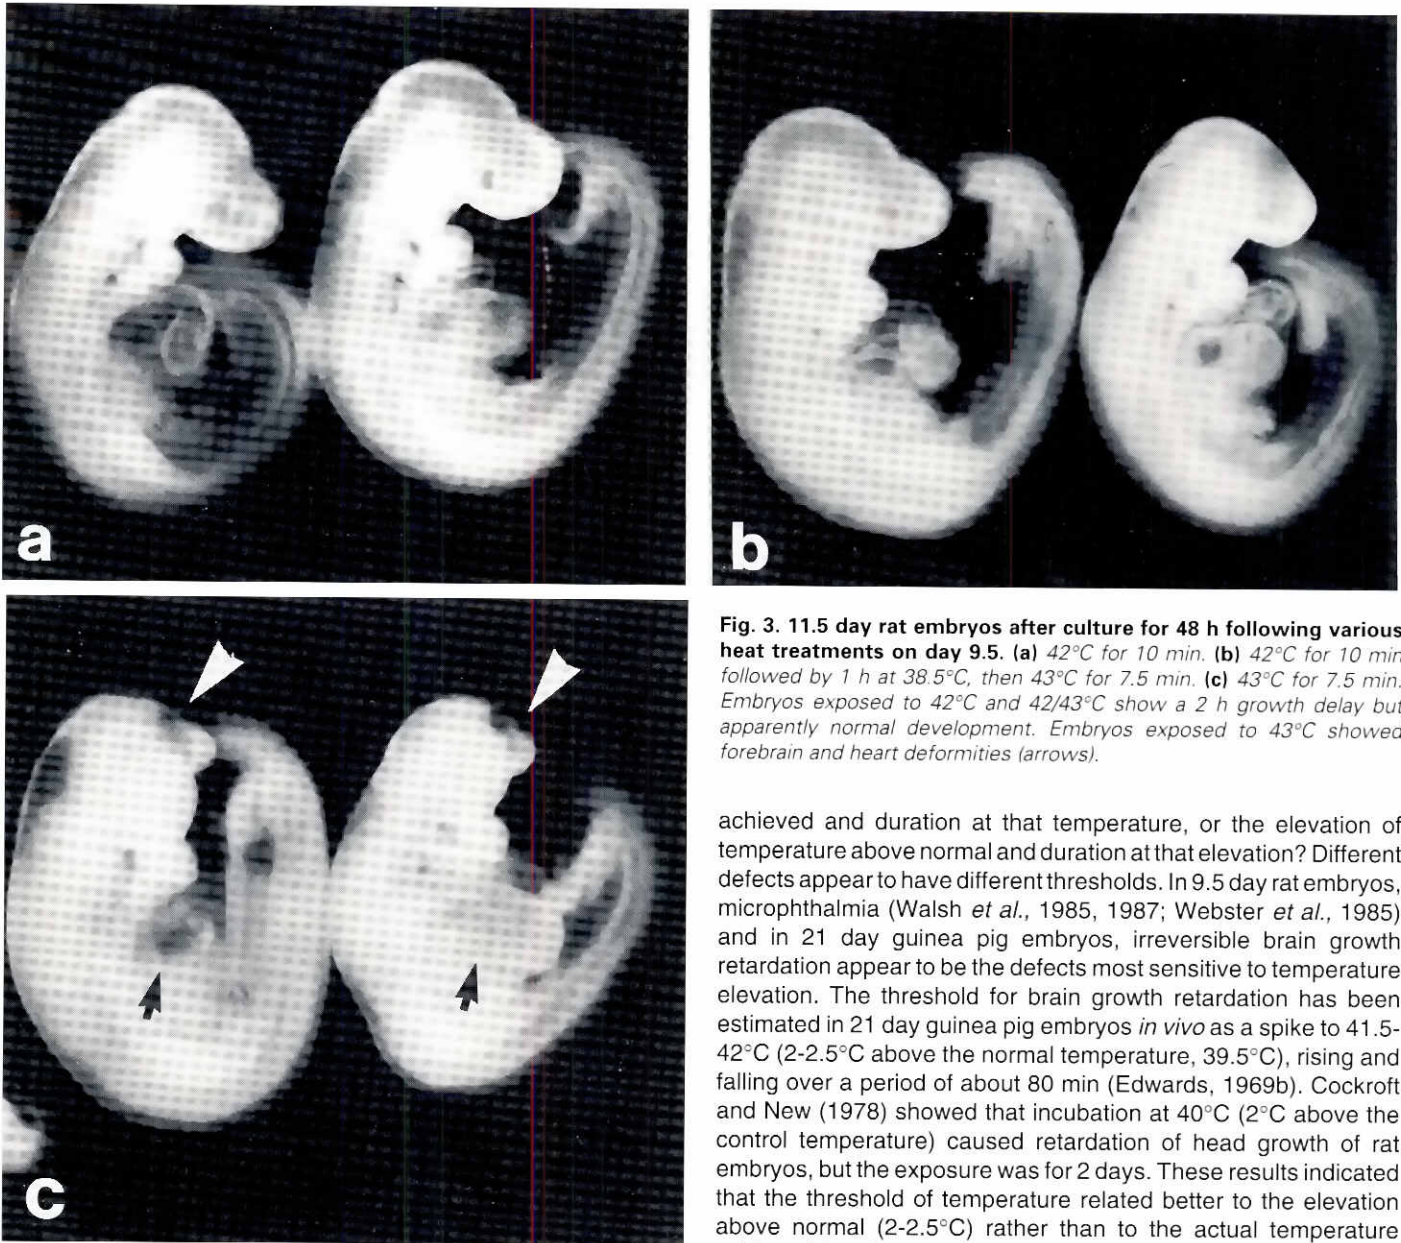 a
b
c
Fig. 3. 11.5 day rat embryos after culture for 48 h following various
heat treatments on day 9.5. (a) 42°C for 10 min. (b) 42°C for 10 min
followed by 1 h at 38.5°C, then 43°C for 7.5 min. (c) 43°C for 7.5 min.
Embryos exposed to 42°C and 42/43°C show a 2 h growth delay but
apparently normal development. Embryos exposed to 43°C showed
forebrain and heart deformities (arrows).
achieved and duration at that temperature, or the elevation of
temperature above normal and duration at that elevation? Different
defects appear to have different thresholds. In 9.5 day rat embryos,
microphthalmia (Walsh et al., 1985, 1987; Webster et al., 1985)
and in 21 day guinea pig embryos, irreversible brain growth
retardation appear to be the defects most sensitive to temperature
elevation. The threshold for brain growth retardation has been
estimated in 21 day guinea pig embryos in vivo as a spike to 41.5-
42°C (2-2.5°C above the normal temperature, 39.5°C), rising and
falling over a period of about 80 min (Edwards, 1969b). Cockroft
and New (1978) showed that incubation at 40°C (2°C above the
control temperature) caused retardation of head growth of rat
embryos, but the exposure was for 2 days. These results indicated
that the threshold of temperature related better to the elevation
above normal (2-2.5°C) rather than to the actual temperature